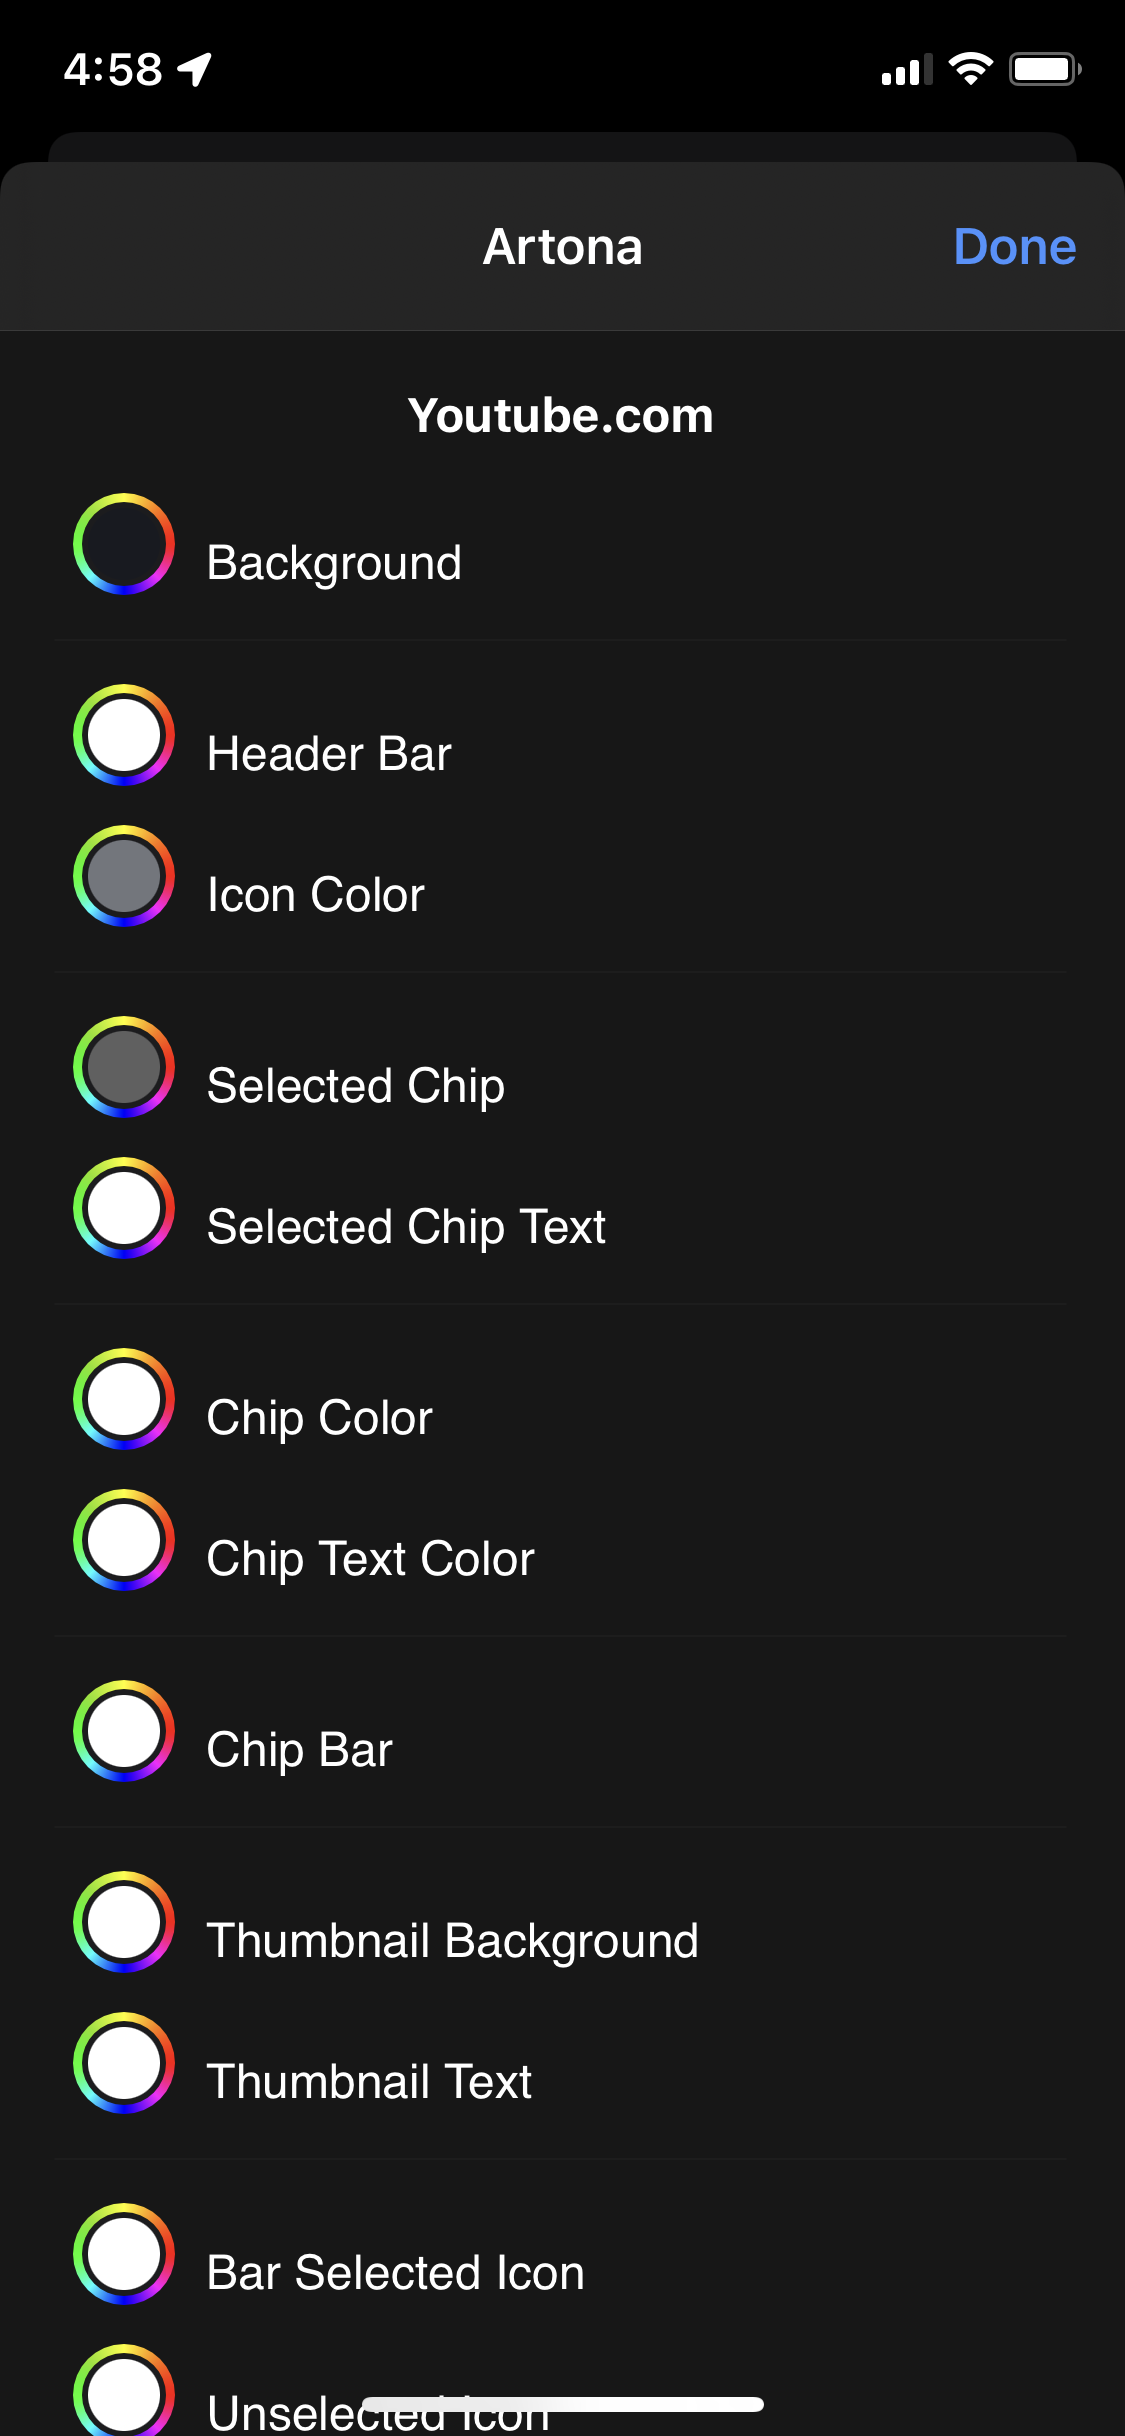 4:58
Artona
Done
Youtube.com
Background
Header Bar
Icon Color
Selected Chip
Selected Chip Text
Chip Color
Chip Text Color
Chip Bar
Thumbnail Background
Thumbnail Text
Bar Selected Icon
Unselected Icon